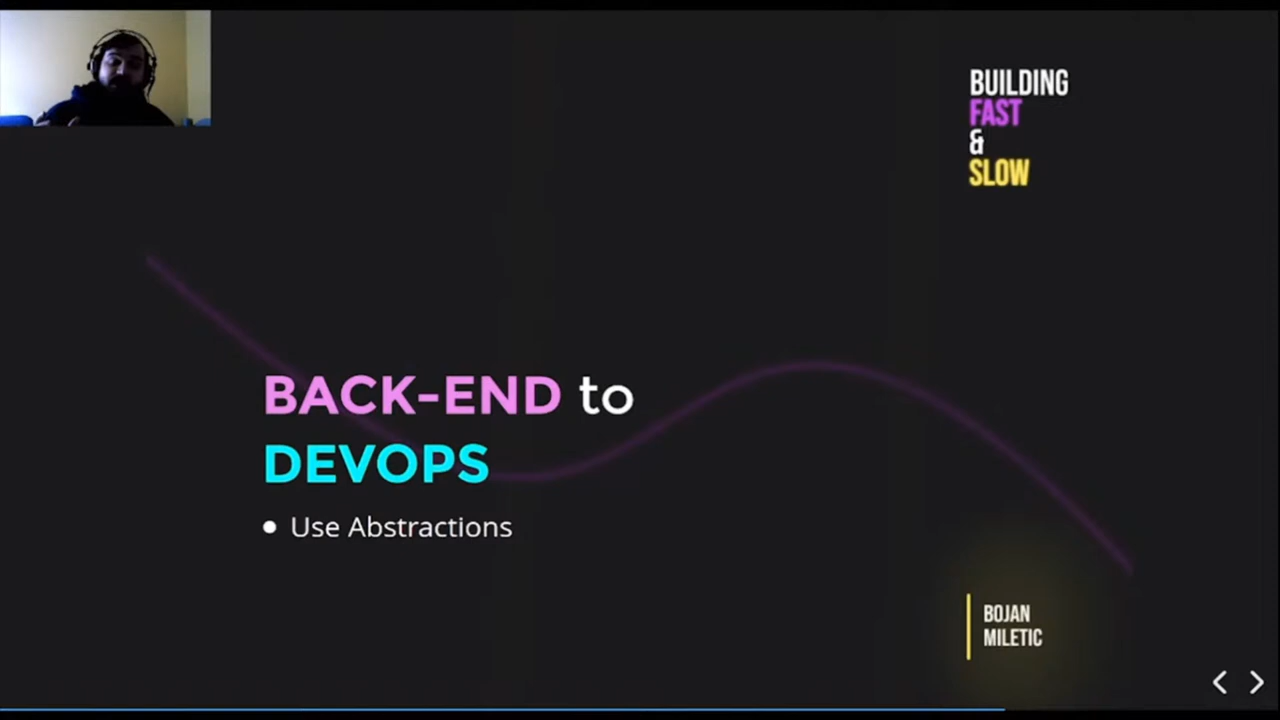 BUILDING
FAST
&
SLOW
BACK-END to
DEVOPS
Use Abstractions
BOJAN
MILETIC